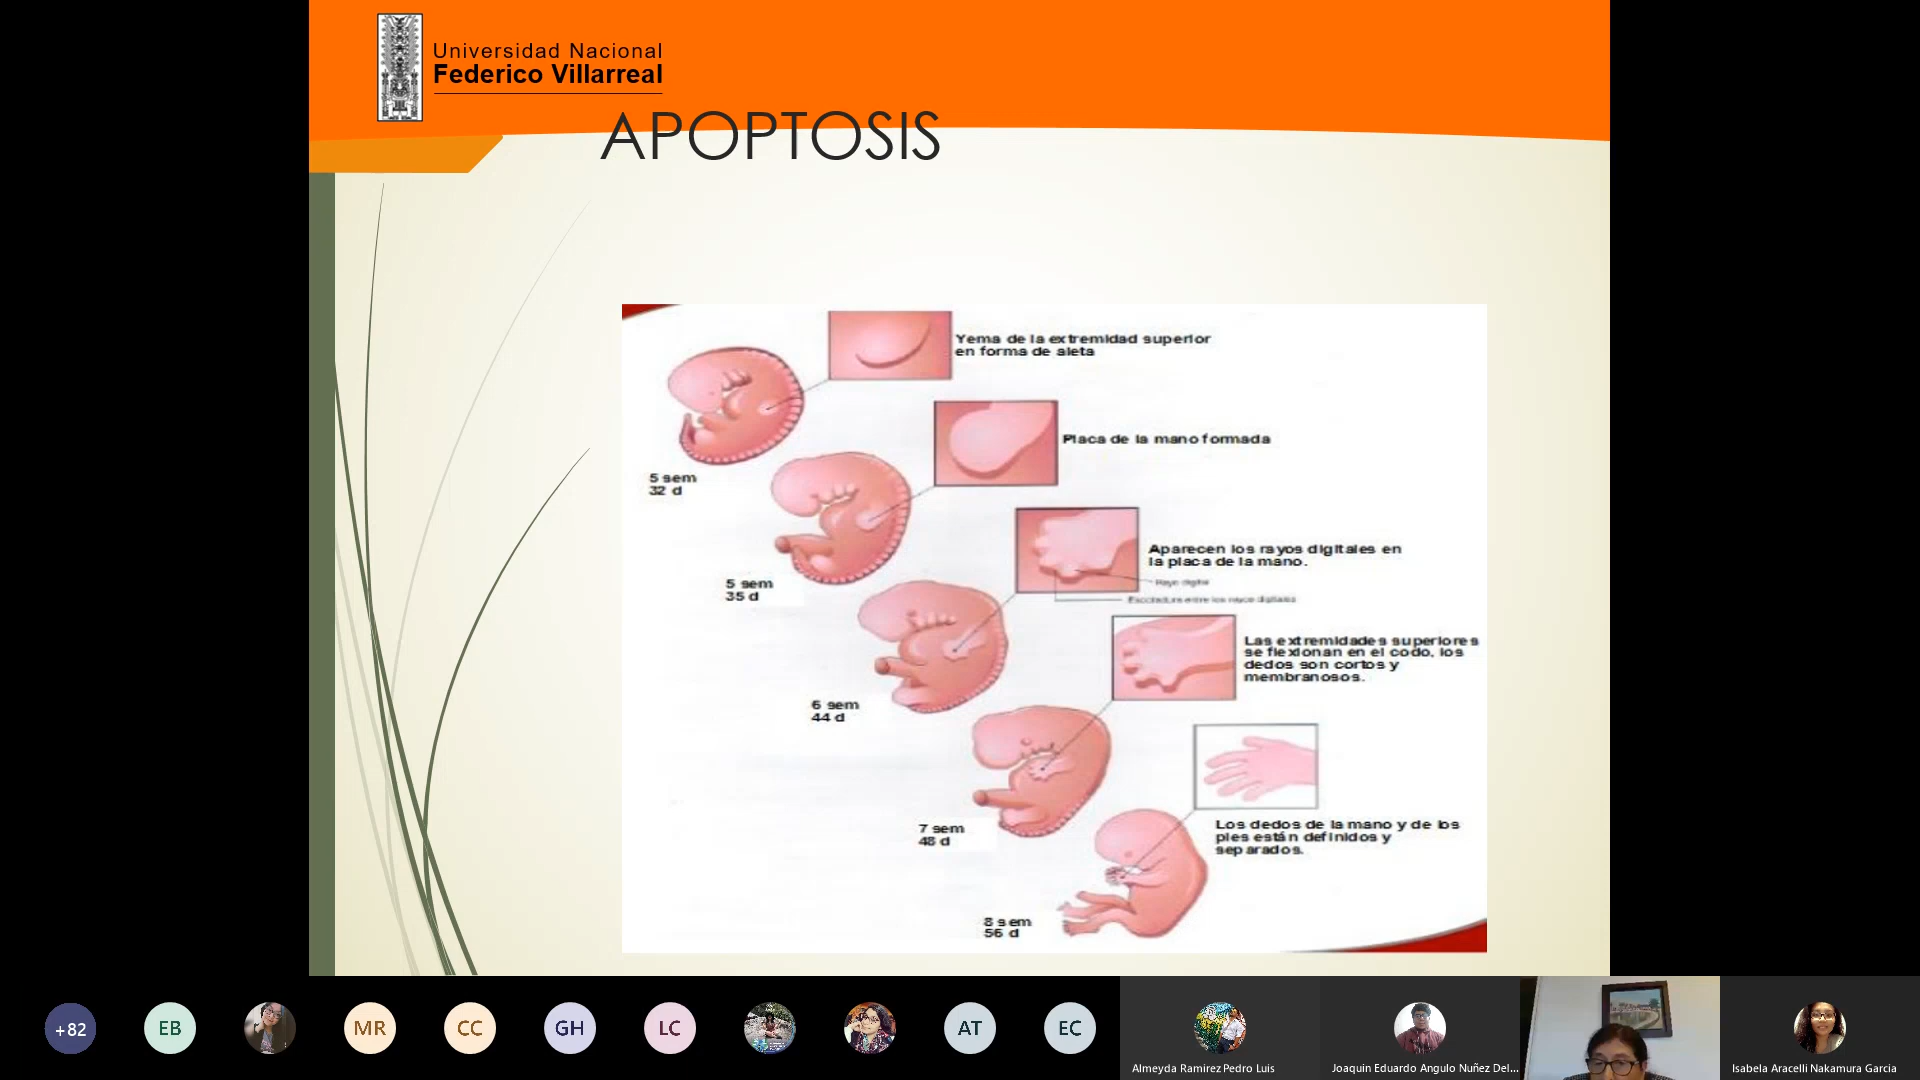 Universidad Nacional
Federico Villarreal
APOPTOSIS
Yema de la extremidad superior
en forma de aleta
5 sem
32 d
Placa de la mano formada
5 sem
35 d
Aparecen los rayos digitales en
la placa de la mano.
Rayo digital
Escotadura entre los rayos digitales
6 sem
44 d
Las extremidades superiores
se flexionan en el codo, los
dedos son cortos y
membranosos.
7 sem
48 d
Los dedos de la mano y de los
pies están definidos y
separados.
8 sem
56 d
+82
EB
MR
CC
GH
LC
AT
EC
Almeyda Ramirez Pedro Luis
Joaquin Eduardo Angulo Nuñez Del...
Isabela Aracelli Nakamura Garcia